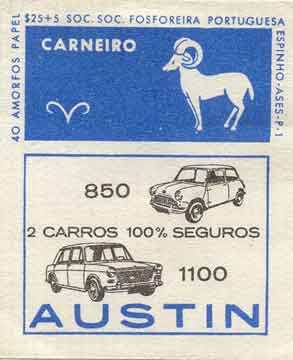 40 AMORFOS PAPEL
$25+5 SOC. SOC. FOSFOREIRA PORTUGUESA
ESPINHO-ASES-P.1
CARNEIRO
850
2 CARROS 100% SEGUROS
1100
AUSTIN